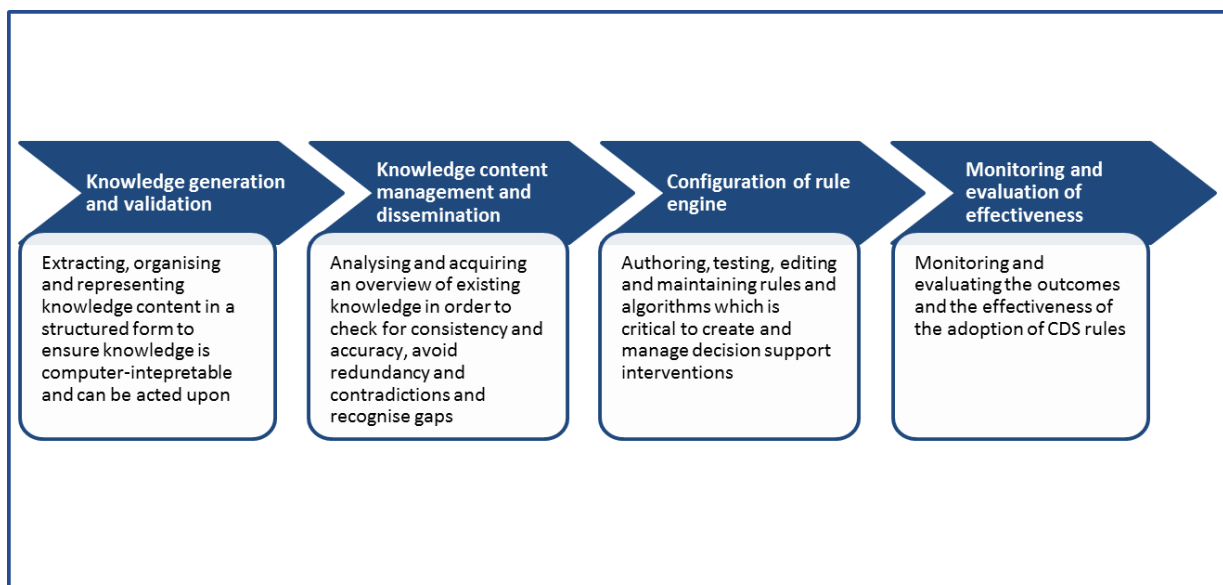 Knowledge generation
and validation
Extracting, organising
and representing
knowledge content in a
structured form to
ensure knowledge is
computer-intepretable
and can be acted upon
Knowledge content
management and
dissemination
Analysing and acquiring
an overview of existing
knowledge in order to
check for consistency and
accuracy, avoid
redundancy and
contradictions and
recognise gaps
Configuration of rule
engine
Authoring, testing, editing
and maintaining rules and
algorithms which is
critical to create and
manage decision support
interventions
Monitoring and
evaluation of
effectiveness
Monitoring and
evaluating the outcomes
and the effectiveness of
the adoption of CDS rules